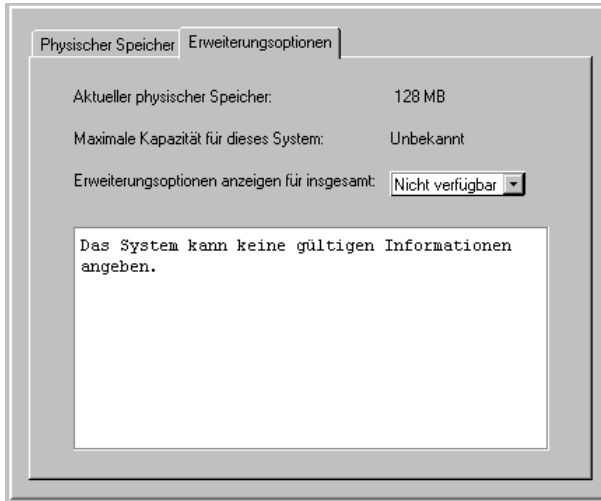 Physischer Speicher Erweiterungsoptionen
Aktueller physischer Speicher: 128 MB
Maximale Kapazität für dieses System: Unbekannt
Erweiterungsoptionen anzeigen für insgesamt: Nicht verfügbar
Das System kann keine gültigen Informationen
angeben.